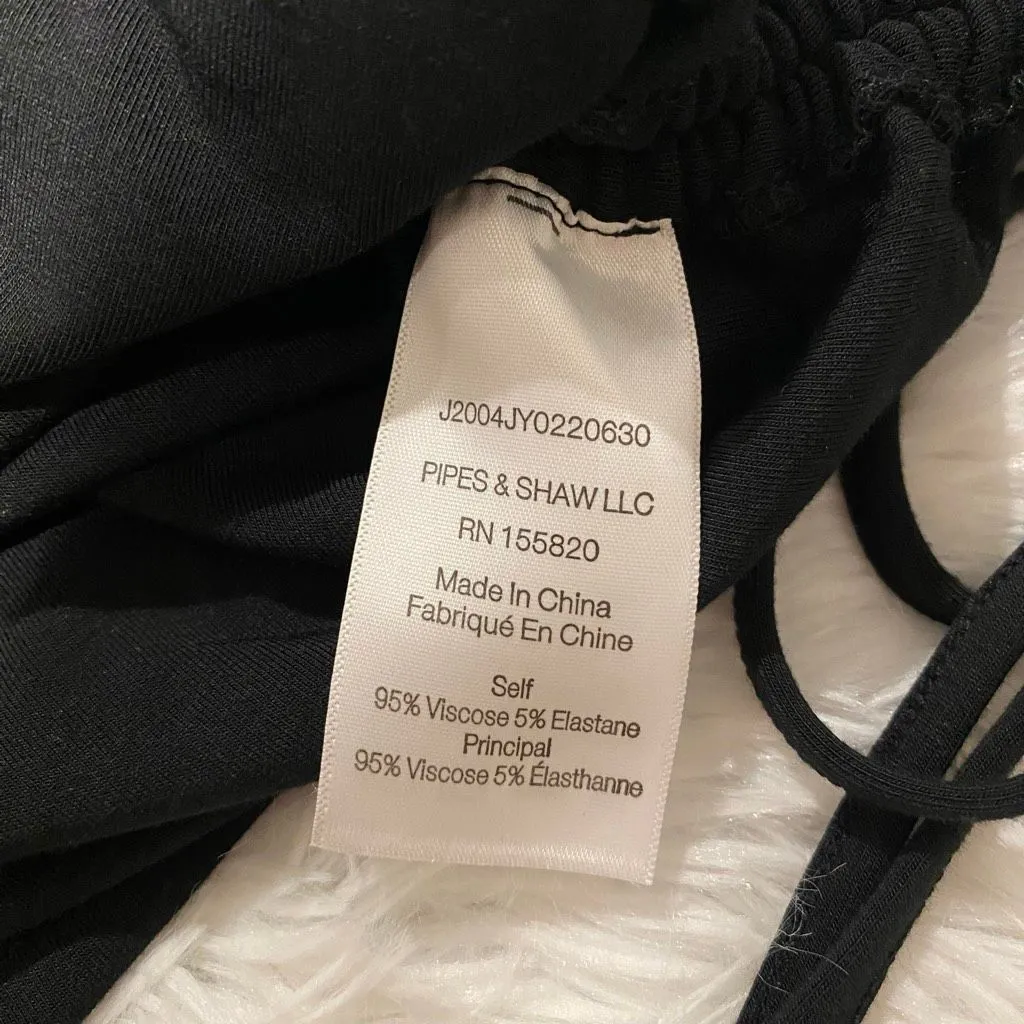 J2004JY0220630
PIPES & SHAW LLC
RN 155820
Made In China
Fabriqué En Chine
Self
95% Viscose 5% Elastane
Principal
95% Viscose 5% Élasthanne